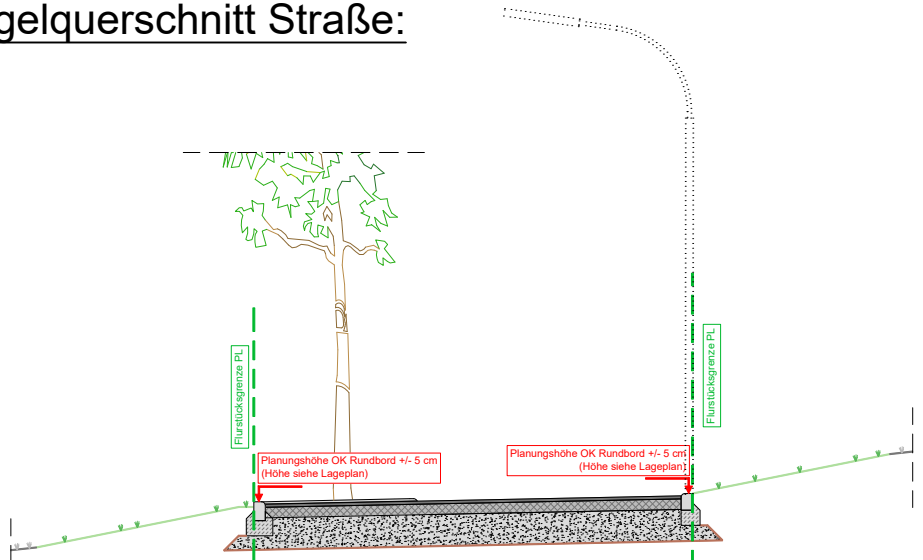 gelquerschnitt Straße:
Flurstücksgrenze PL
Flurstücksgrenze PL
Planungshöhe OK Rundbord +/- 5 cm
(Höhe siehe Lageplan)
Planungshöhe OK Rundbord +/- 5 cm
(Höhe siehe Lageplan)